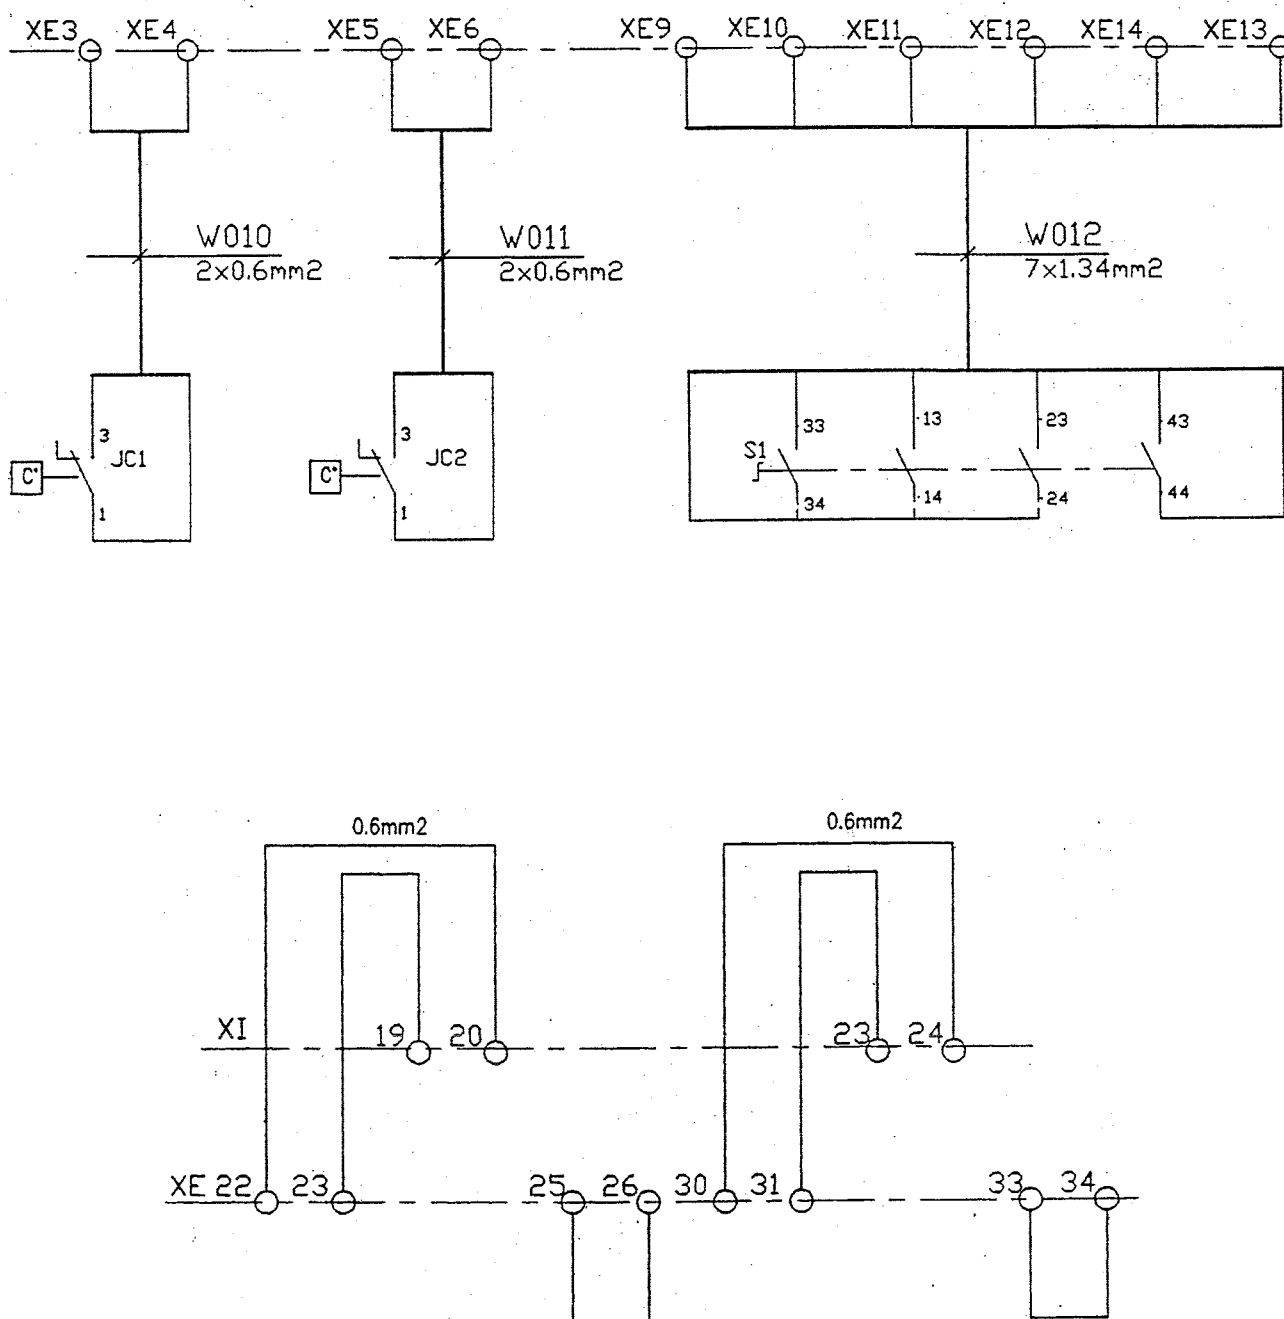 XE3 XE4 XE5 XE6 XE9 XE10 XE11 XE12 XE14 XE13
W010 W011 W012
2x0.6mm2 2x0.6mm2 7x1.34mm2
33 13 23 43
3 JC1 3 JC2 S1
C C
1 1 34 14 24 44
0.6mm2 0.6mm2
XI 19 20 23 24
XE 22 23 25 26 30 31 33 34